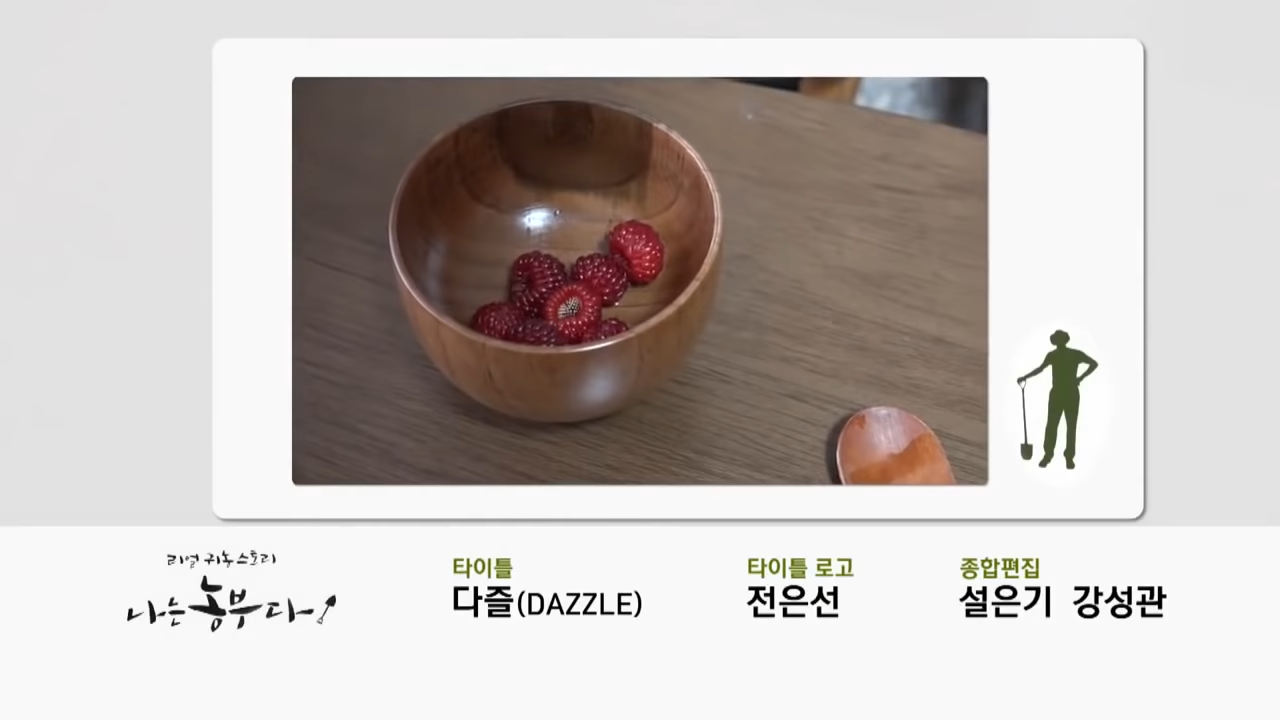 리얼 귀농스토리
나는 농부다!
타이틀
다즐(DAZZLE)
타이틀 로고
전은선
종합편집
설은기 강성관